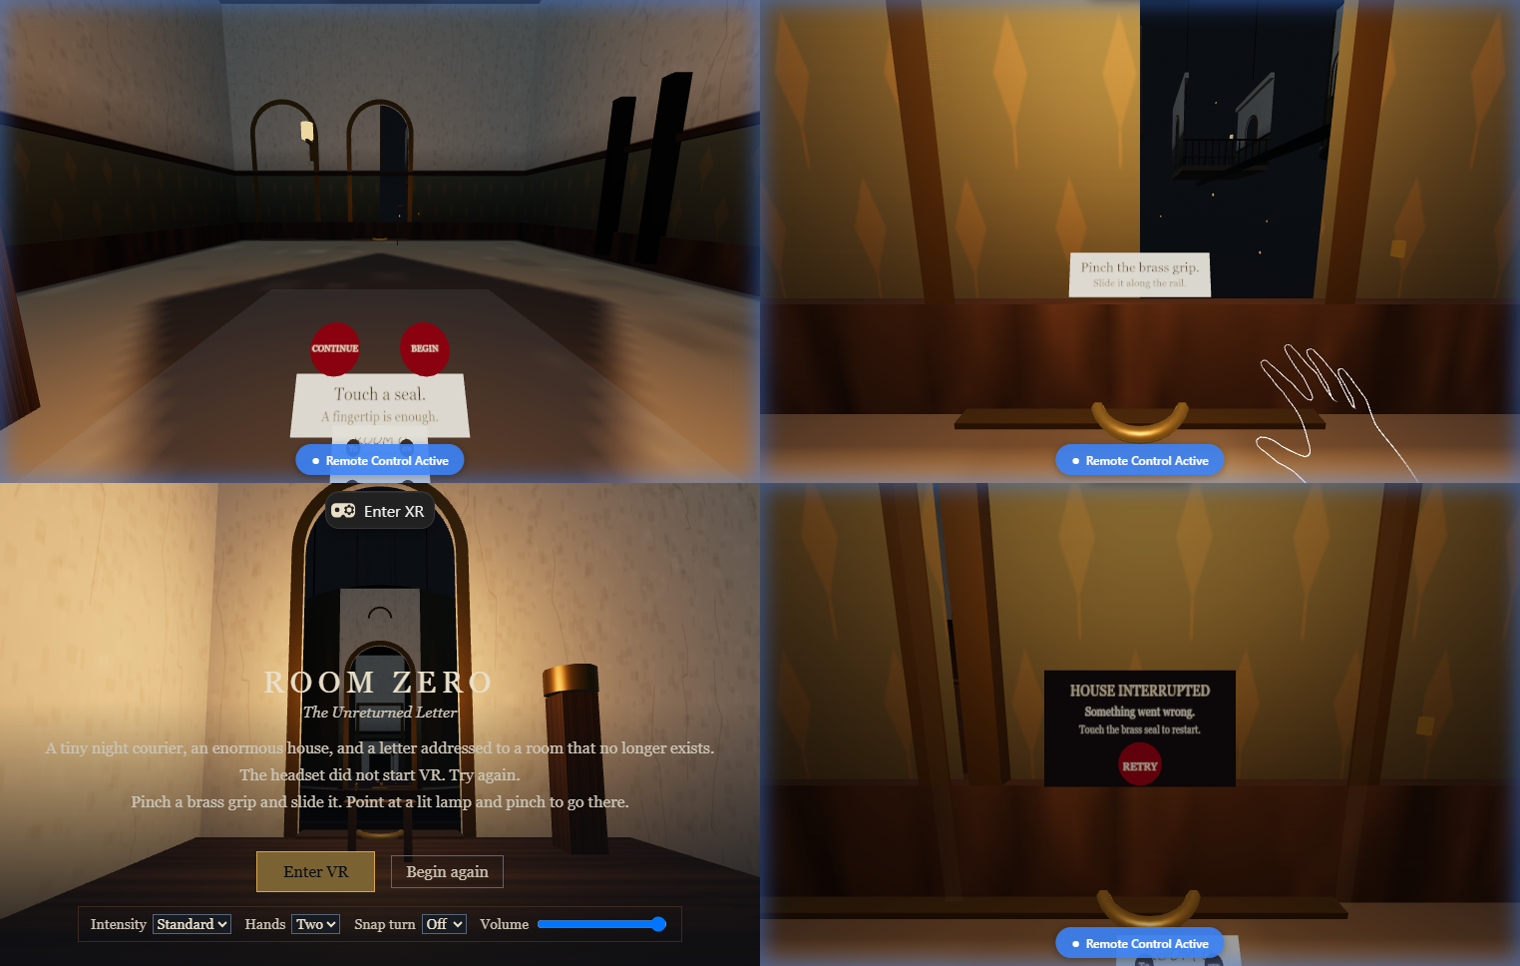 CONTINUE
BEGIN
Touch a seal.
A fingertip is enough.
Remote Control Active
Pinch the brass grip.
Slide it along the rail.
Remote Control Active
Enter XR
ROOM ZERO
The Unreturned Letter
A tiny night courier, an enormous house, and a letter addressed to a room that no longer exists.
The headset did not start VR. Try again.
Pinch a brass grip and slide it. Point at a lit lamp and pinch to go there.
Enter VR
Begin again
Intensity Standard Hands Two Snap turn Off Volume
HOUSE INTERRUPTED
Something went wrong.
Touch the brass seal to restart.
RETRY
Remote Control Active